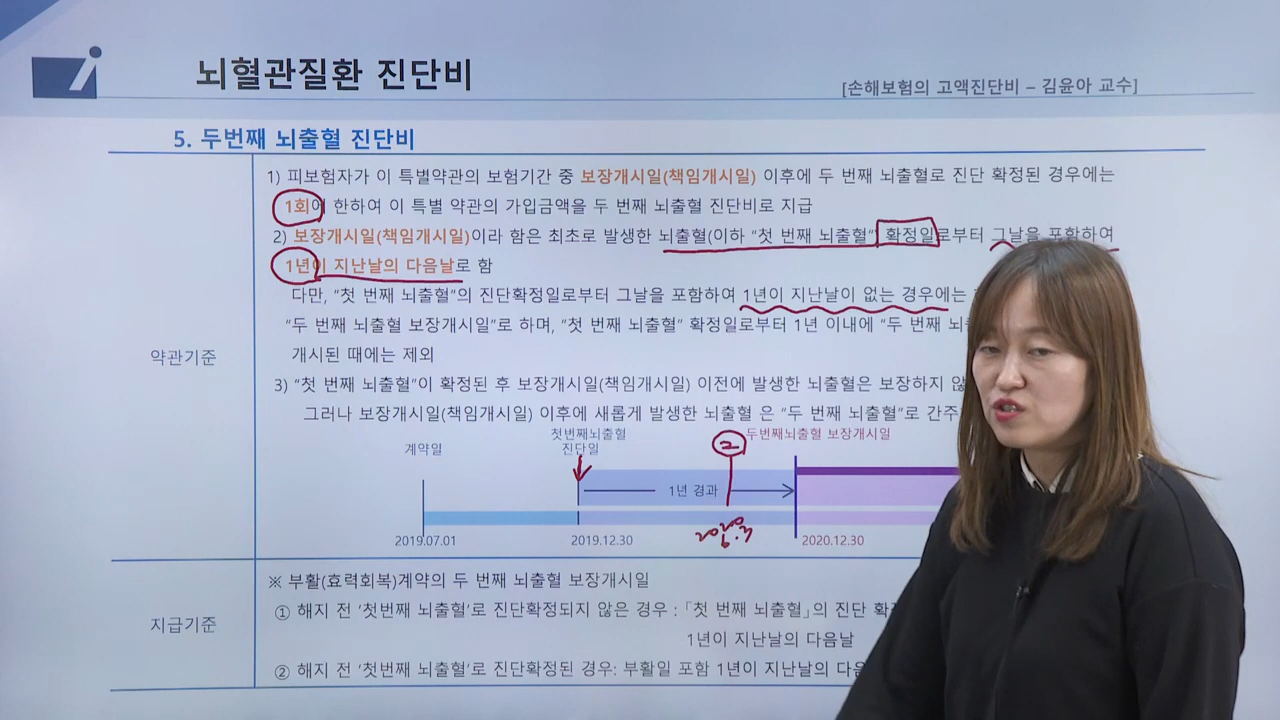 뇌혈관질환 진단비
[손해보험의 고액진단비 – 김윤아 교수]
5. 두번째 뇌출혈 진단비
약관기준
1) 피보험자가 이 특별약관의 보험기간 중 보장개시일(책임개시일) 이후에 두 번째 뇌출혈로 진단 확정된 경우에는
1회에 한하여 이 특별 약관의 가입금액을 두 번째 뇌출혈 진단비로 지급
2) 보장개시일(책임개시일)이라 함은 최초로 발생한 뇌출혈(이하 “첫 번째 뇌출혈” 확정일로부터 그날을 포함하여
1년이 지난날의 다음날로 함
다만, “첫 번째 뇌출혈”의 진단확정일로부터 그날을 포함하여 1년이 지난날이 없는 경우에는
“두 번째 뇌출혈 보장개시일”로 하며, “첫 번째 뇌출혈” 확정일로부터 1년 이내에 “두 번째
개시된 때에는 제외
3) “첫 번째 뇌출혈”이 확정된 후 보장개시일(책임개시일) 이전에 발생한 뇌출혈은 보장하지
그러나 보장개시일(책임개시일) 이후에 새롭게 발생한 뇌출혈 은 “두 번째 뇌출혈”로
계약일
첫번째뇌출혈
진단일
2
두번째뇌출혈 보장개시일
1년 경과
2019.07.01
2019.12.30
2020.
6.3
2020.12.30
지급기준
※ 부활(효력회복)계약의 두 번째 뇌출혈 보장개시일
① 해지 전 ‘첫번째 뇌출혈’로 진단확정되지 않은 경우 : 「첫 번째 뇌출혈」의 진단
1년이 지난날의 다음날
② 해지 전 ‘첫번째 뇌출혈’로 진단확정된 경우: 부활일 포함 1년이 지난날의